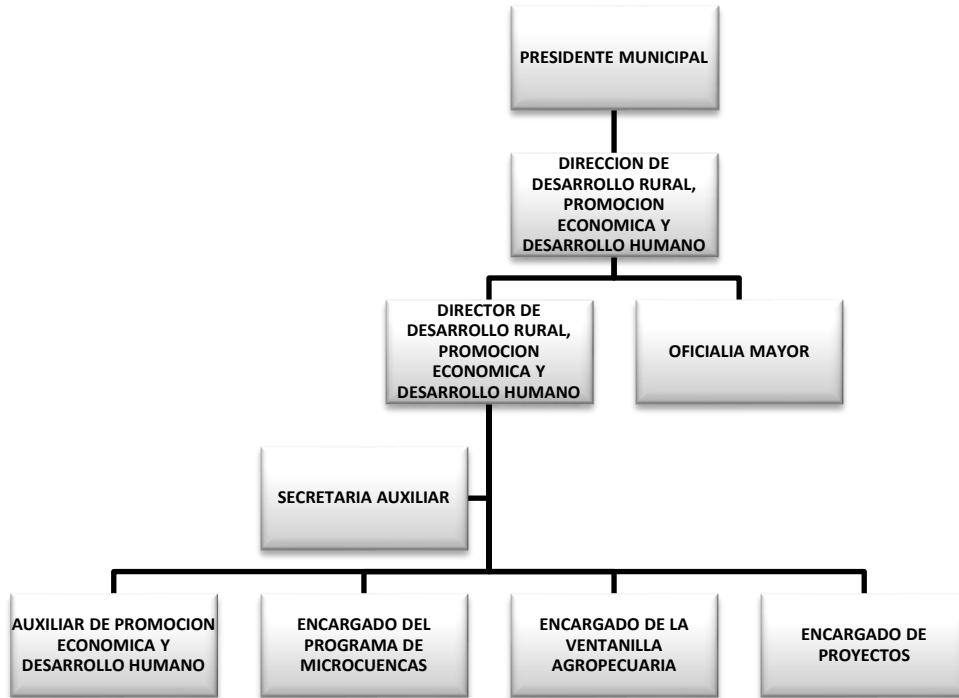 PRESIDENTE MUNICIPAL
DIRECCION DE
DESARROLLO RURAL,
PROMOCION
ECONOMICA Y
DESARROLLO HUMANO
DIRECTOR DE
DESARROLLO RURAL,
PROMOCION
ECONOMICA Y
DESARROLLO HUMANO
OFICIALIA MAYOR
SECRETARIA AUXILIAR
AUXILIAR DE PROMOCION
ECONOMICA Y
DESARROLLO HUMANO
ENCARGADO DEL
PROGRAMA DE
MICROCUENCAS
ENCARGADO DE LA
VENTANILLA
AGROPECUARIA
ENCARGADO DE
PROYECTOS